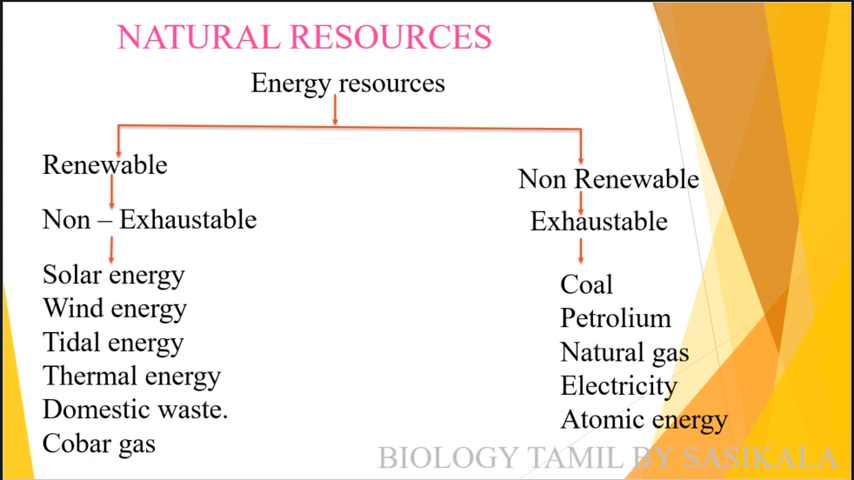 NATURAL RESOURCES
Energy resources
Renewable
Non – Exhaustable
Solar energy
Wind energy
Tidal energy
Thermal energy
Domestic waste.
Cobar gas
Non Renewable
Exhaustable
Coal
Petrolium
Natural gas
Electricity
Atomic energy
BIOLOGY TAMIL BY SASIKALA